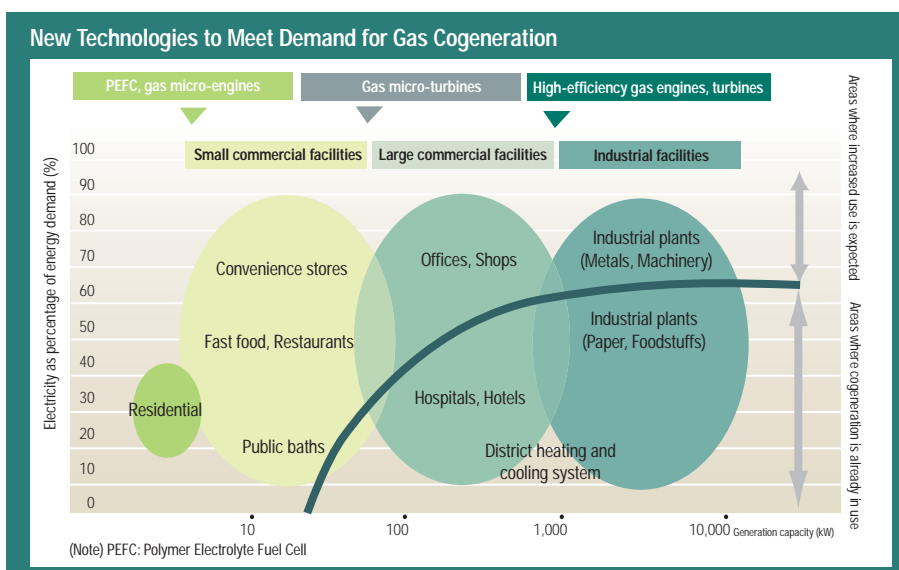 New Technologies to Meet Demand for Gas Cogeneration
PEFC, gas micro-engines
Gas micro-turbines
High-efficiency gas engines, turbines
Small commercial facilities
Large commercial facilities
Industrial facilities
Electricity as percentage of energy demand (%)
100
90
80
70
60
50
40
30
20
10
0
Convenience stores
Fast food, Restaurants
Residential
Public baths
Offices, Shops
Hospitals, Hotels
District heating and
cooling system
Industrial plants
(Metals, Machinery)
Industrial plants
(Paper, Foodstuffs)
Areas where increased use is expected
Areas where cogeneration is already in use
10
100
1,000
10,000
Generation capacity (kW)
(Note) PEFC: Polymer Electrolyte Fuel Cell